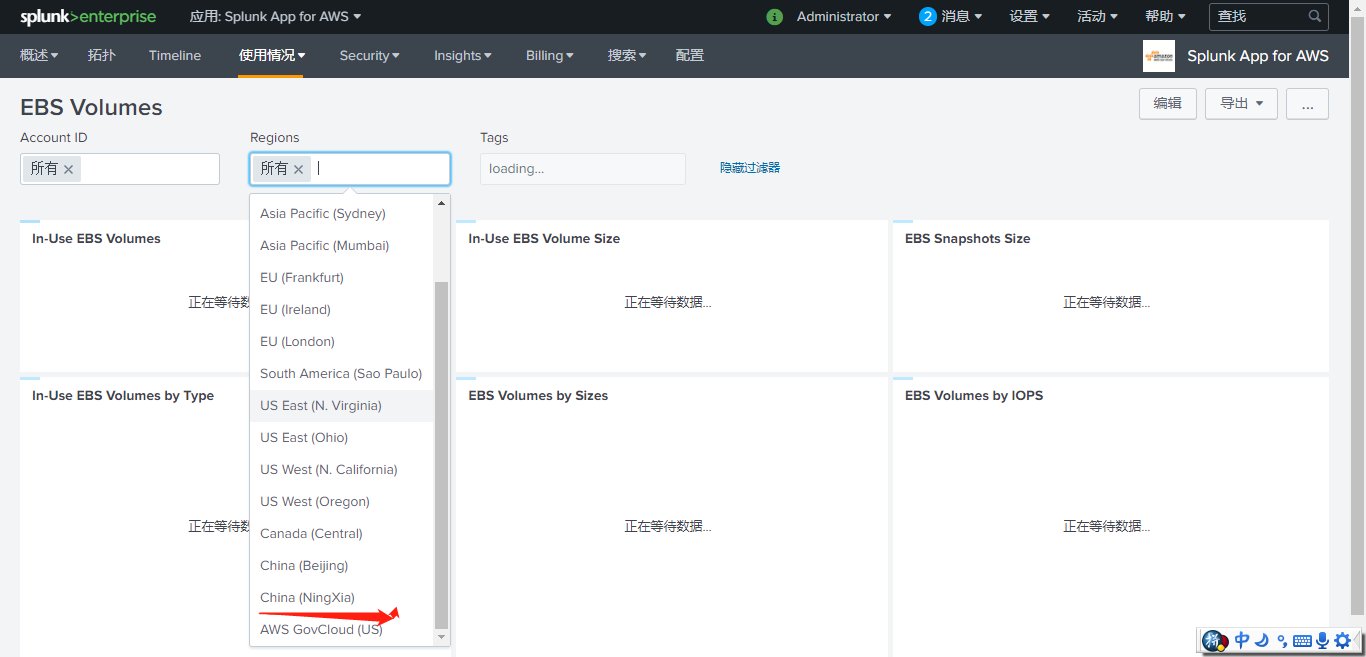 splunk>enterprise 应用: Splunk App for AWS i Administrator 2 消息 设置 活动 帮助 查找
概述 拓扑 Timeline 使用情况 Security Insights Billing 搜索 配置 Splunk App for AWS
EBS Volumes 编辑 导出 ...
Account ID Regions Tags
所有 所有 loading... 隐藏过滤器
Asia Pacific (Sydney)
In-Use EBS Volumes In-Use EBS Volume Size EBS Snapshots Size
Asia Pacific (Mumbai)
EU (Frankfurt)
正在等待数 正在等待数据... 正在等待数据...
EU (Ireland)
EU (London)
South America (Sao Paulo)
In-Use EBS Volumes by Type EBS Volumes by Sizes EBS Volumes by IOPS
US East (N. Virginia)
US East (Ohio)
US West (N. California)
US West (Oregon)
正在等待数 正在等待数据... 正在等待数据...
Canada (Central)
China (Beijing)
China (NingXia)
AWS GovCloud (US)
中